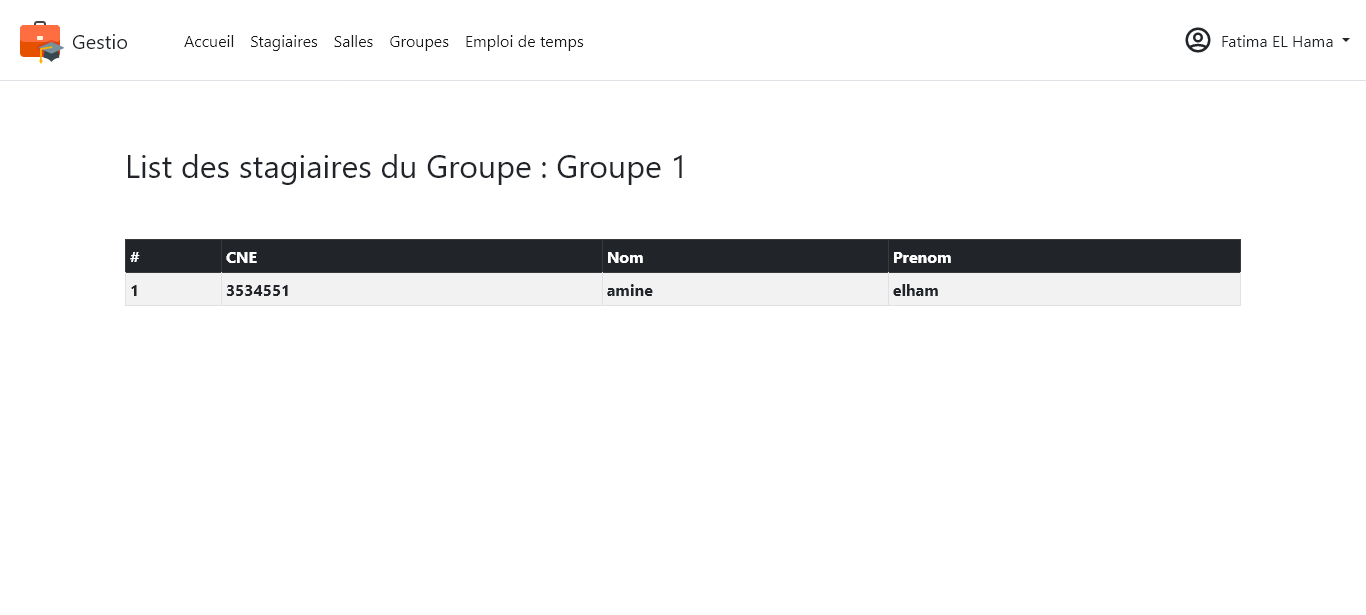 Gestio Accueil Stagiaires Salles Groupes Emploi de temps Fatima EL Hama
List des stagiaires du Groupe : Groupe 1
# CNE Nom Prenom
1 3534551 amine elham